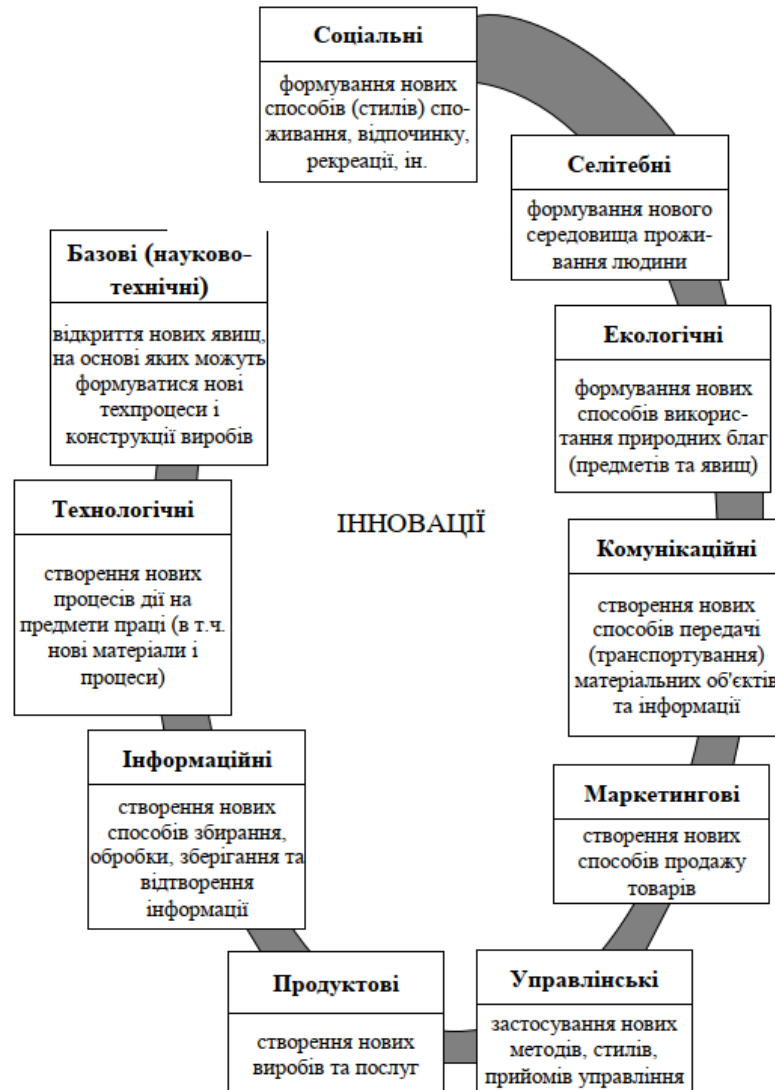 Соціальні
формування нових
способів (стилів) спо-
живання, відпочинку,
рекреації, ін.
Селітебні
формування нового
середовища прожи-
вання людини
Екологічні
формування нових
способів викорис-
тання природних благ
(предметів та явищ)
Комунікаційні
створення нових
способів передачі
(транспортування)
матеріальних об'єктів
та інформації
Маркетингові
створення нових
способів продажу
товарів
Управлінські
застосування нових
методів, стилів,
прийомів управління
Продуктові
створення нових
виробів та послуг
Інформаційні
створення нових
способів збирання,
обробки, зберігання та
відтворення
інформації
Технологічні
створення нових
процесів дії на
предмети праці (в т.ч.
нові матеріали і
процеси)
Базові (науково-
технічні)
відкриття нових явищ,
на основі яких можуть
формуватися нові
техпроцеси і
конструкції виробів
ІННОВАЦІЇ